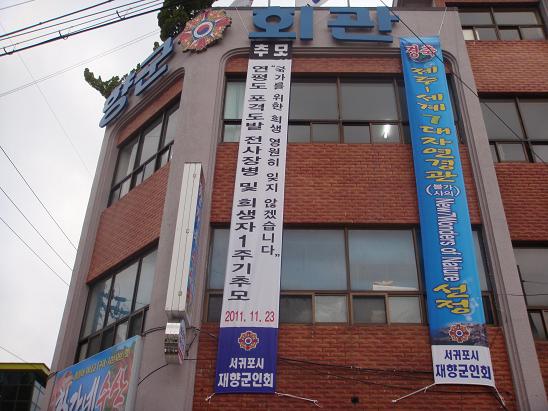 향군 회관
추모
"국가를 위한 희생 영원히 잊지 않겠습니다."
연평도 포격도발 전사장병 및 희생자 1주기 추모
2011. 11. 23
서귀포시
재향군인회
경축
제주-세계 7대자연경관
(불가사의) New7Wonders of Nature 선정
서귀포시
재향군인회